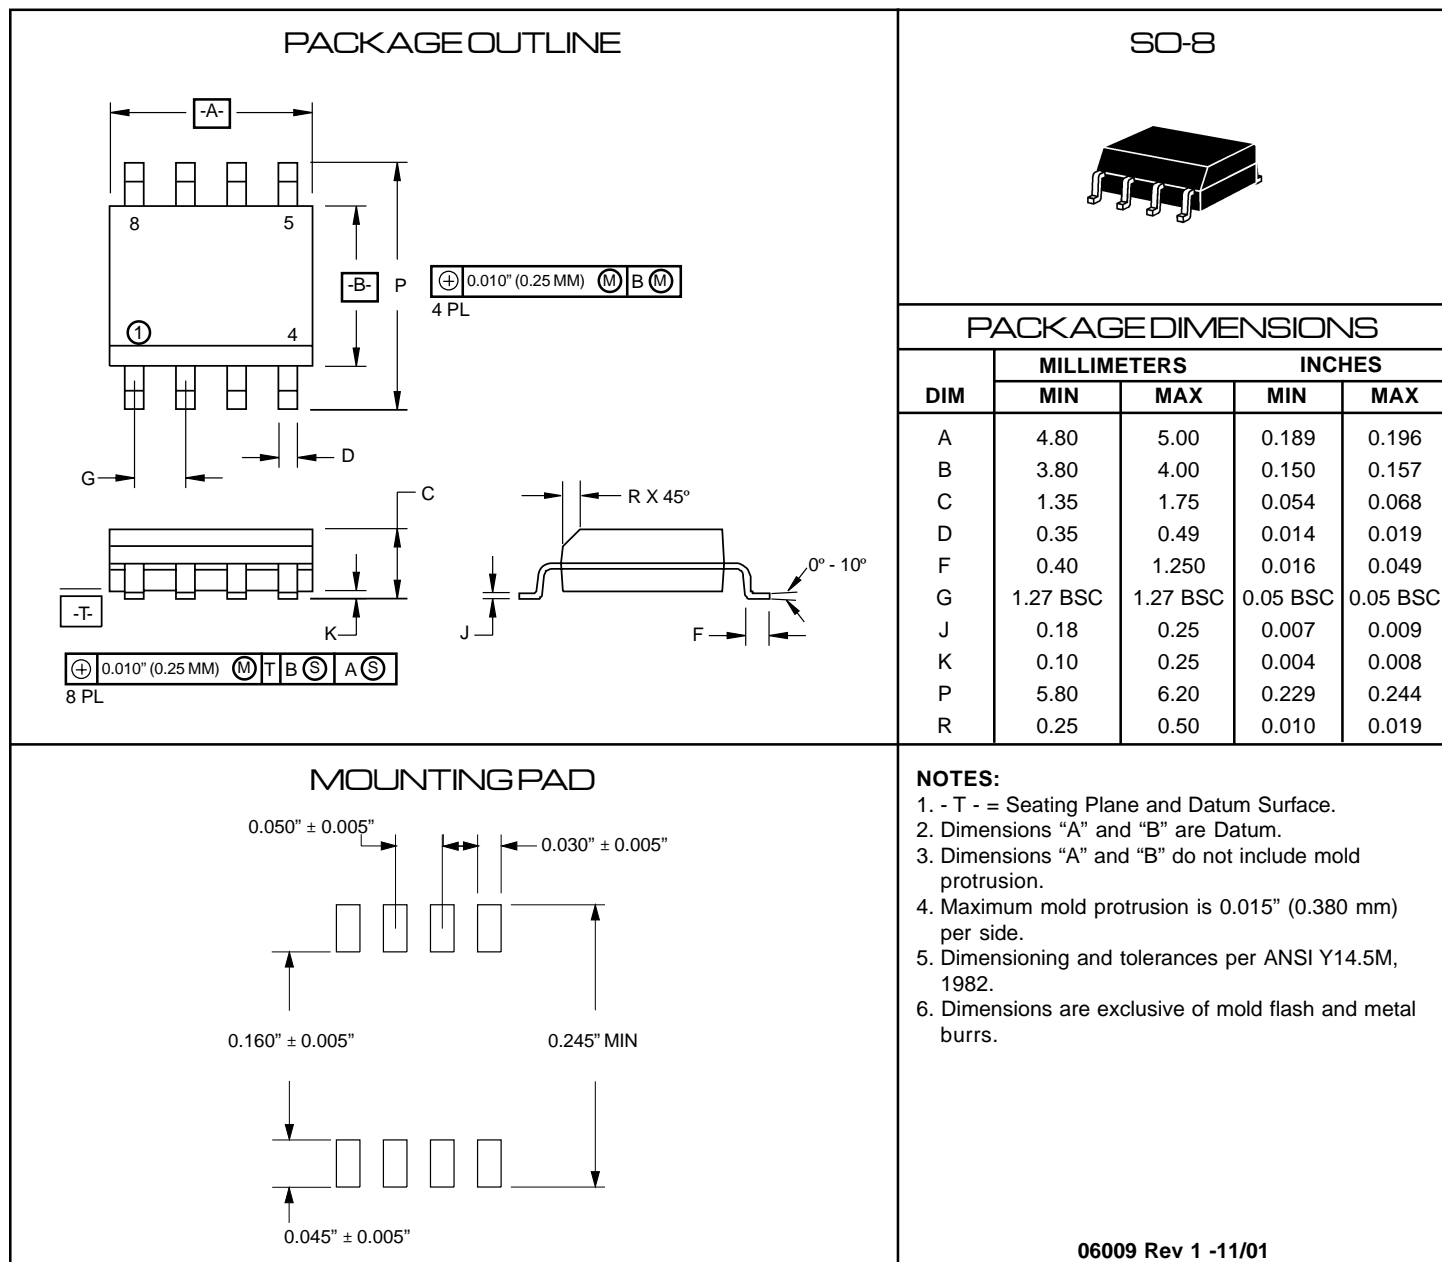 PACKAGE OUTLINE
-A-
8 5
-B- P
0.010” (0.25 MM) M B M
4 PL
1 4
D
G
C
R X 45º
0º - 10º
-T-
K
J
F
0.010” (0.25 MM) M T B S A S
8 PL
SO-8
PACKAGE DIMENSIONS
MILLIMETERS INCHES
DIM MIN MAX MIN MAX
A 4.80 5.00 0.189 0.196
B 3.80 4.00 0.150 0.157
C 1.35 1.75 0.054 0.068
D 0.35 0.49 0.014 0.019
F 0.40 1.250 0.016 0.049
G 1.27 BSC 1.27 BSC 0.05 BSC 0.05 BSC
J 0.18 0.25 0.007 0.009
K 0.10 0.25 0.004 0.008
P 5.80 6.20 0.229 0.244
R 0.25 0.50 0.010 0.019
MOUNTING PAD
0.050” ± 0.005”
0.030” ± 0.005”
0.160” ± 0.005”
0.245” MIN
0.045” ± 0.005”
NOTES:
1. - T - = Seating Plane and Datum Surface.
2. Dimensions “A” and “B” are Datum.
3. Dimensions “A” and “B” do not include mold
protrusion.
4. Maximum mold protrusion is 0.015” (0.380 mm)
per side.
5. Dimensioning and tolerances per ANSI Y14.5M,
1982.
6. Dimensions are exclusive of mold flash and metal
burrs.
06009 Rev 1 -11/01